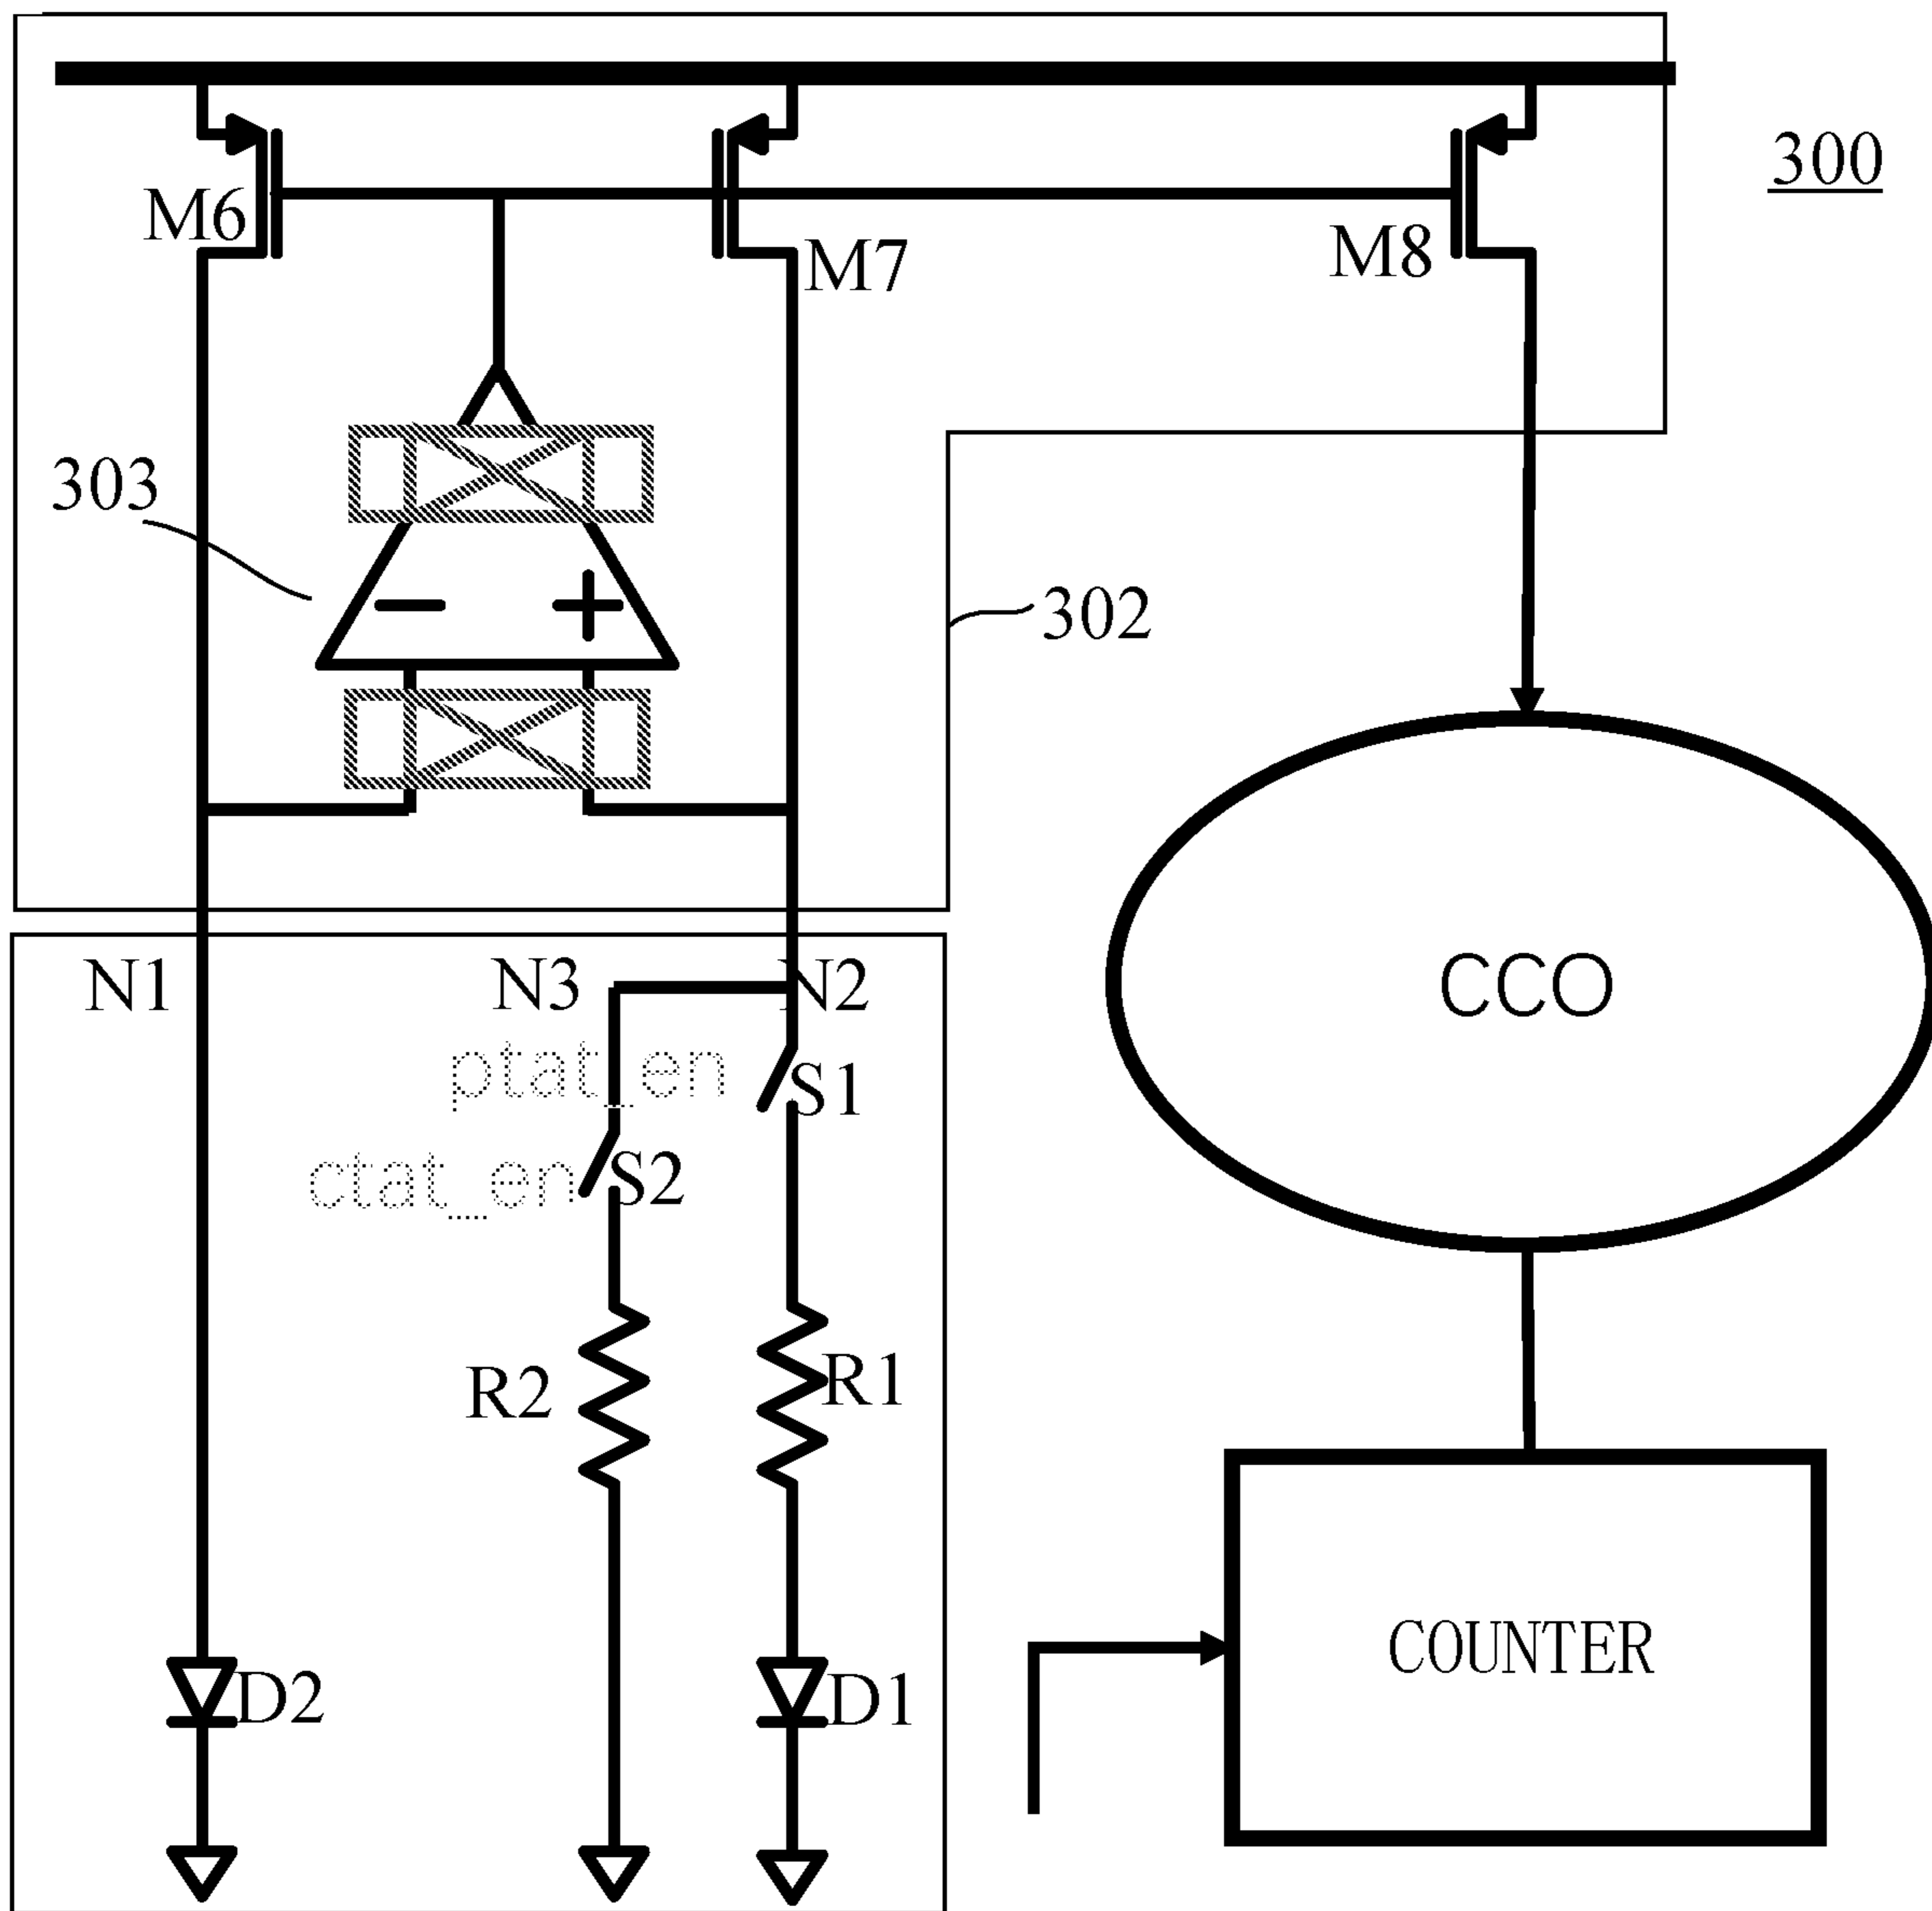 300
M6
M7
M8
303
302
N1
N3
N2
ptat_en
S1
ctat_en
S2
CCO
R2
R1
D2
D1
COUNTER